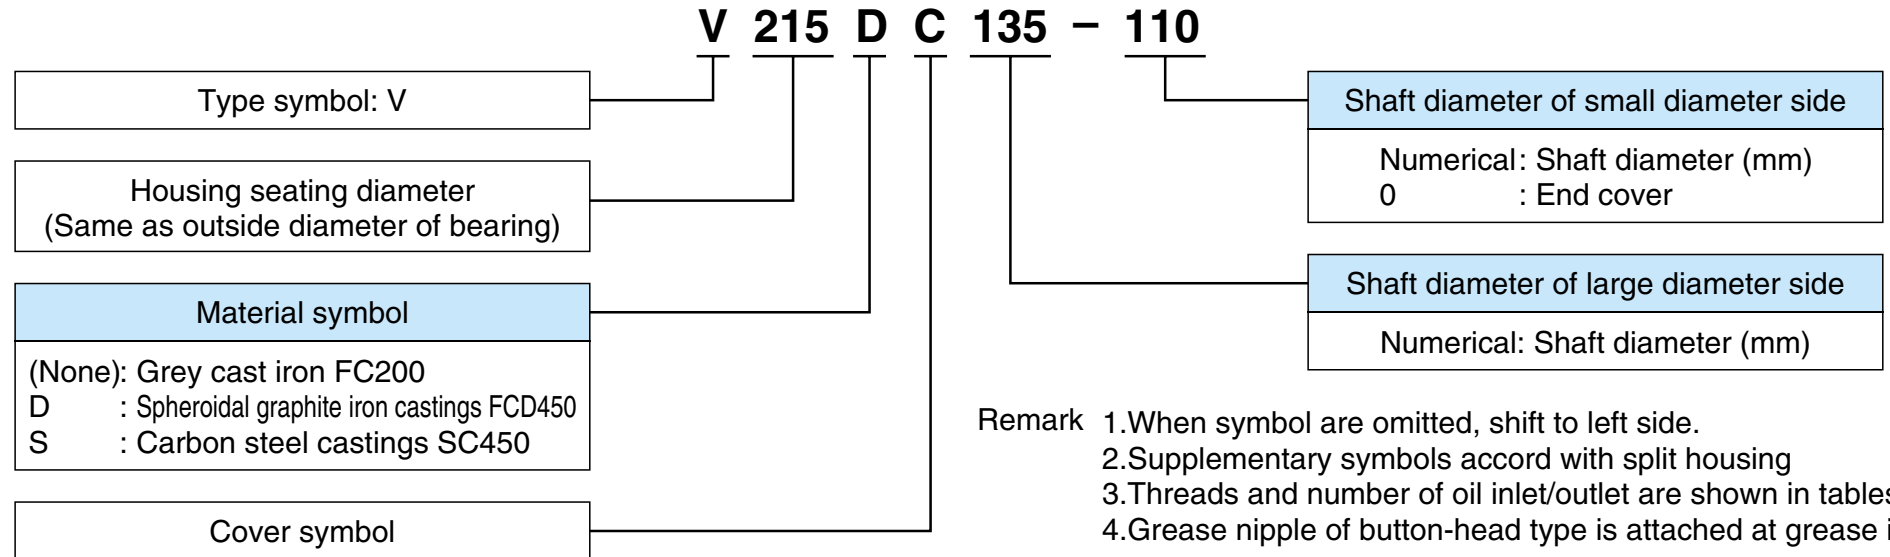 V 215 D C 135 – 110
Type symbol: V
Housing seating diameter
(Same as outside diameter of bearing)
Material symbol
(None): Grey cast iron FC200
D : Spheroidal graphite iron castings FCD450
S : Carbon steel castings SC450
Cover symbol
Shaft diameter of small diameter side
Numerical: Shaft diameter (mm)
0 : End cover
Shaft diameter of large diameter side
Numerical: Shaft diameter (mm)
Remark 1.When symbol are omitted, shift to left side.
2.Supplementary symbols accord with split housing
3.Threads and number of oil inlet/outlet are shown in tables
4.Grease nipple of button-head type is attached at grease